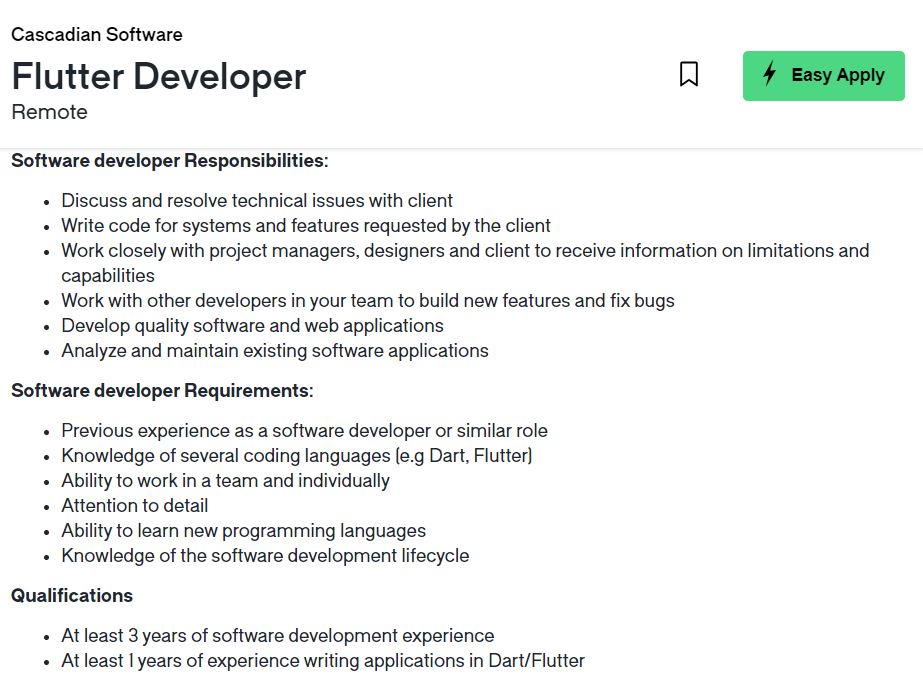 Cascadian Software
Flutter Developer
Remote
Easy Apply
Software developer Responsibilities:
• Discuss and resolve technical issues with client
• Write code for systems and features requested by the client
• Work closely with project managers, designers and client to receive information on limitations and
capabilities
• Work with other developers in your team to build new features and fix bugs
• Develop quality software and web applications
• Analyze and maintain existing software applications
Software developer Requirements:
• Previous experience as a software developer or similar role
• Knowledge of several coding languages (e.g Dart, Flutter)
• Ability to work in a team and individually
• Attention to detail
• Ability to learn new programming languages
• Knowledge of the software development lifecycle
Qualifications
• At least 3 years of software development experience
• At least 1 years of experience writing applications in Dart/Flutter